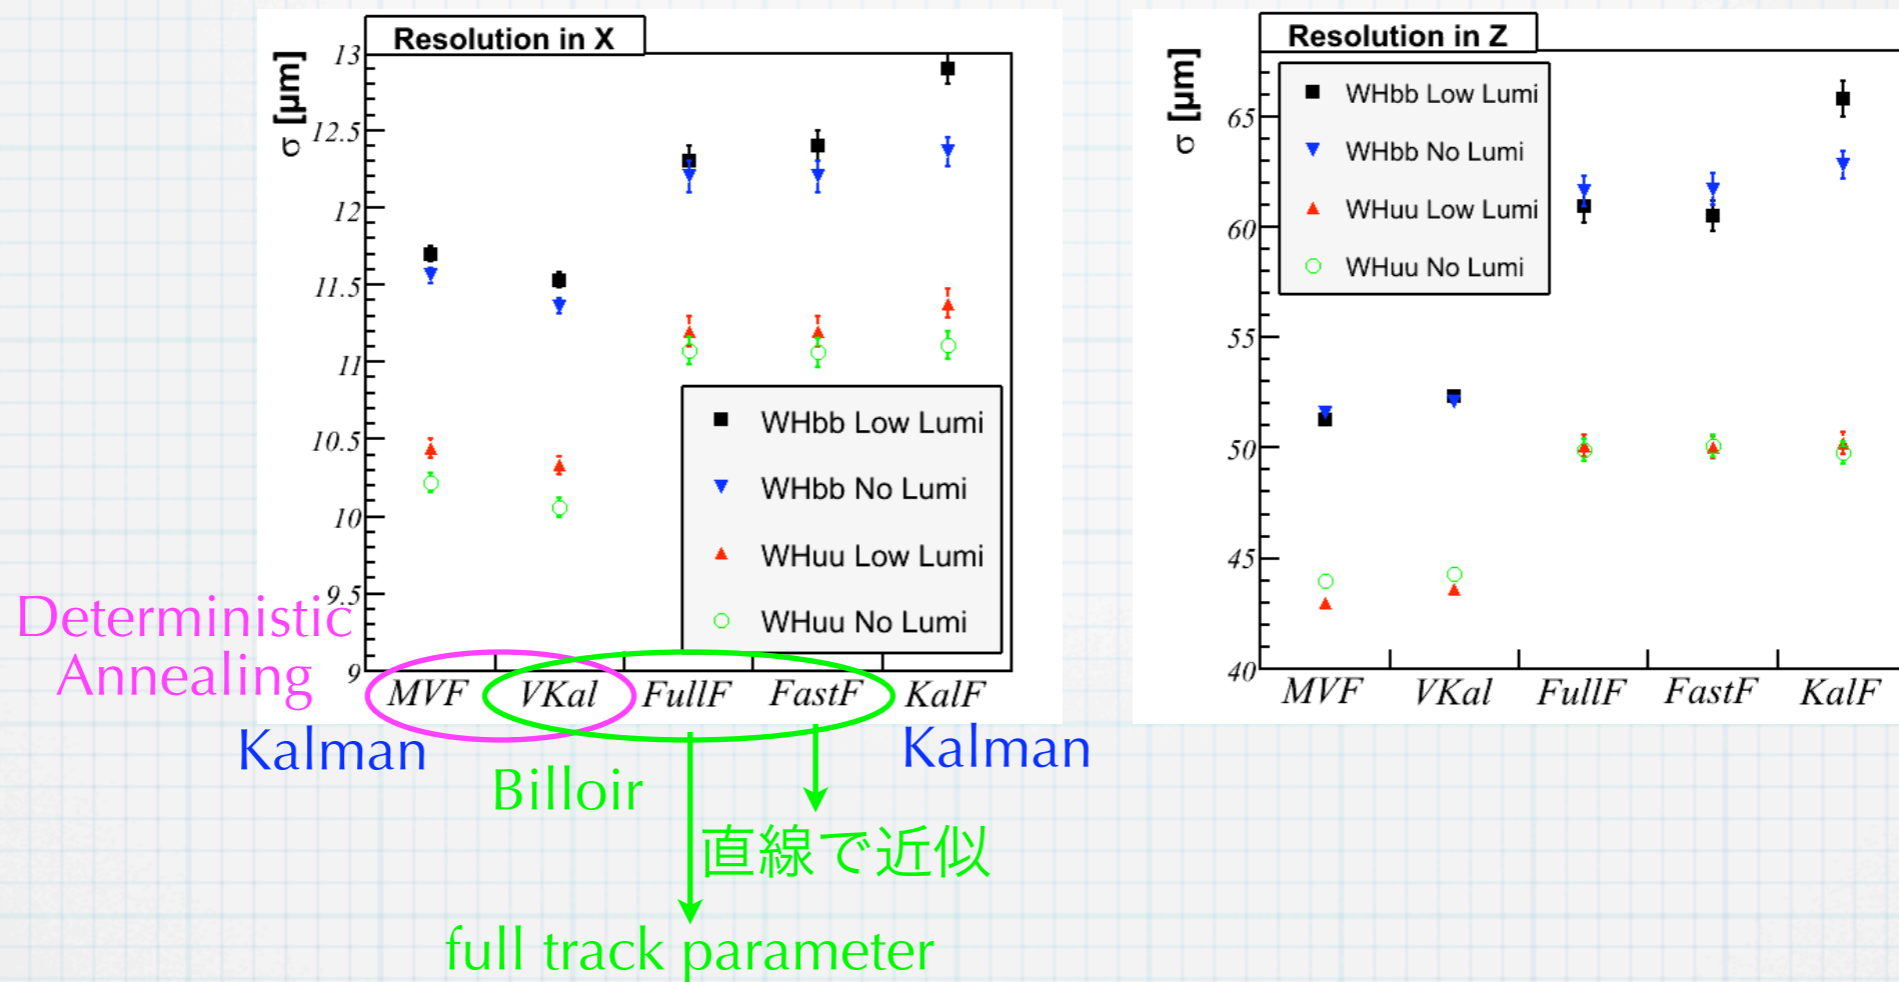 Resolution in X
σ [μm]
13
12.5
12
11.5
11
10.5
10
9.5
9
WHbb Low Lumi
WHbb No Lumi
WHuu Low Lumi
WHuu No Lumi
MVF VKal FullF FastF KalF
Resolution in Z
σ [μm]
WHbb Low Lumi
WHbb No Lumi
WHuu Low Lumi
WHuu No Lumi
65
60
55
50
45
40
MVF VKal FullF FastF KalF
Deterministic
Annealing
Kalman
Billoir
Kalman
直線で近似
full track parameter